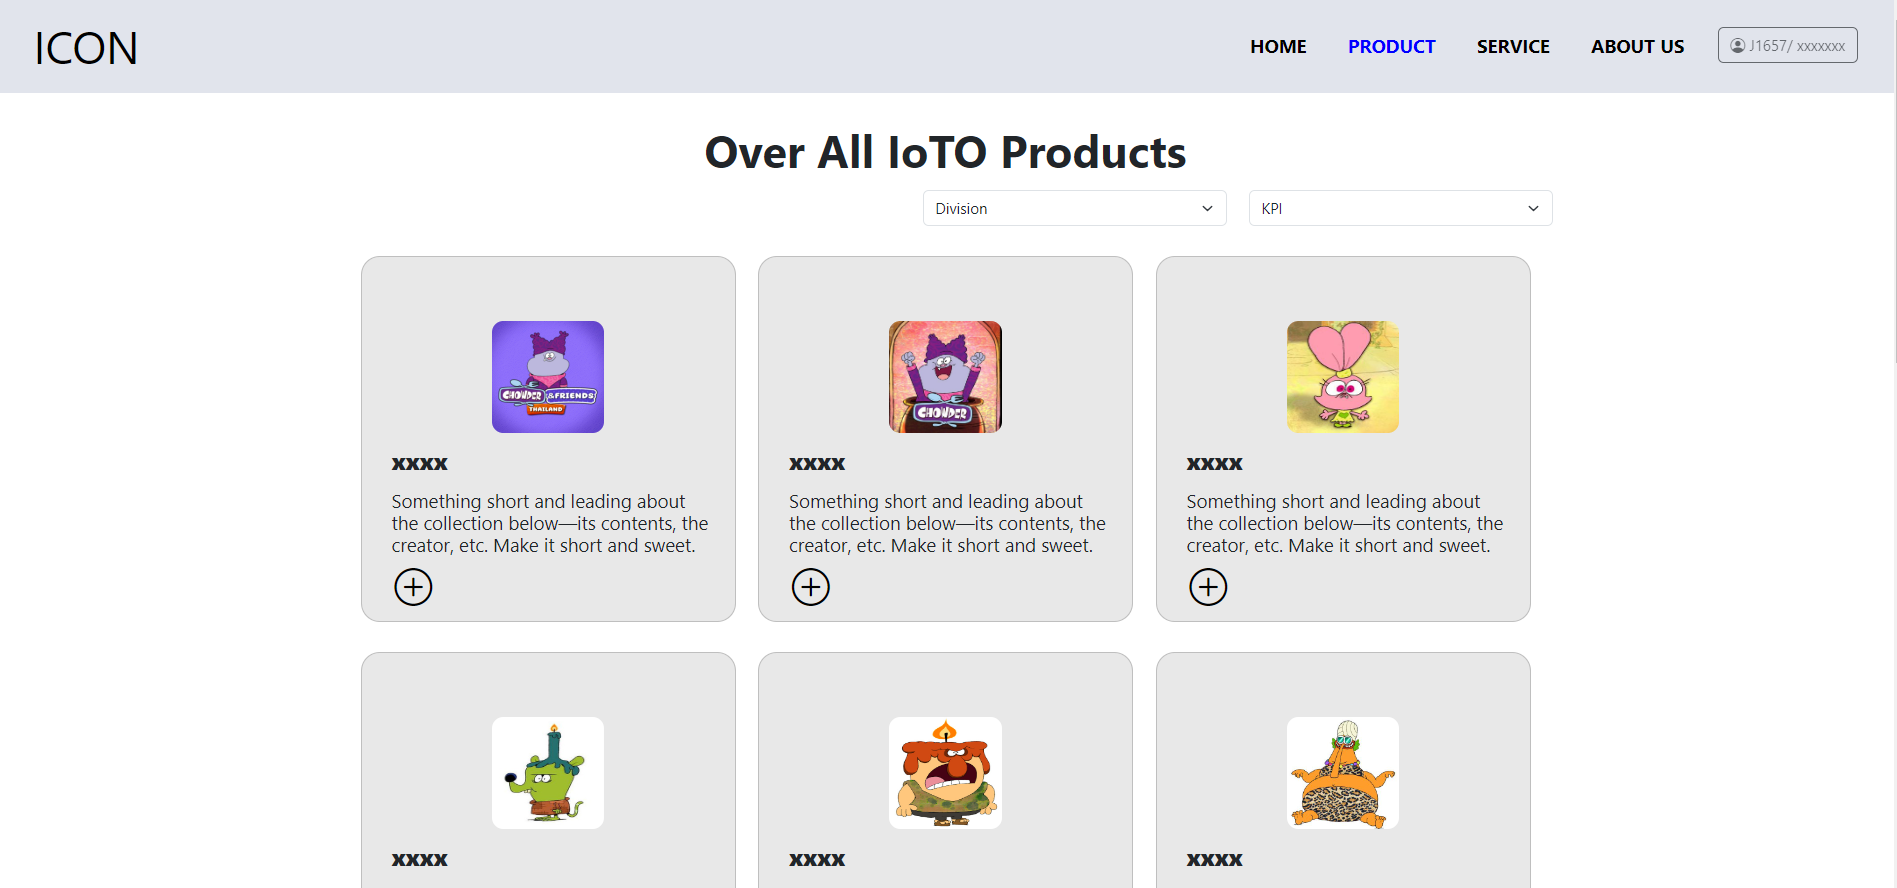 ICON
HOME PRODUCT SERVICE ABOUT US J1657/ xxxxxxx
Over All IoTO Products
Division KPI
CHOWDER &FRIENDS
THAILAND
CHOWDER
xxxx
Something short and leading about
the collection below—its contents, the
creator, etc. Make it short and sweet.
xxxx
Something short and leading about
the collection below—its contents, the
creator, etc. Make it short and sweet.
xxxx
Something short and leading about
the collection below—its contents, the
creator, etc. Make it short and sweet.
xxxx
xxxx
xxxx